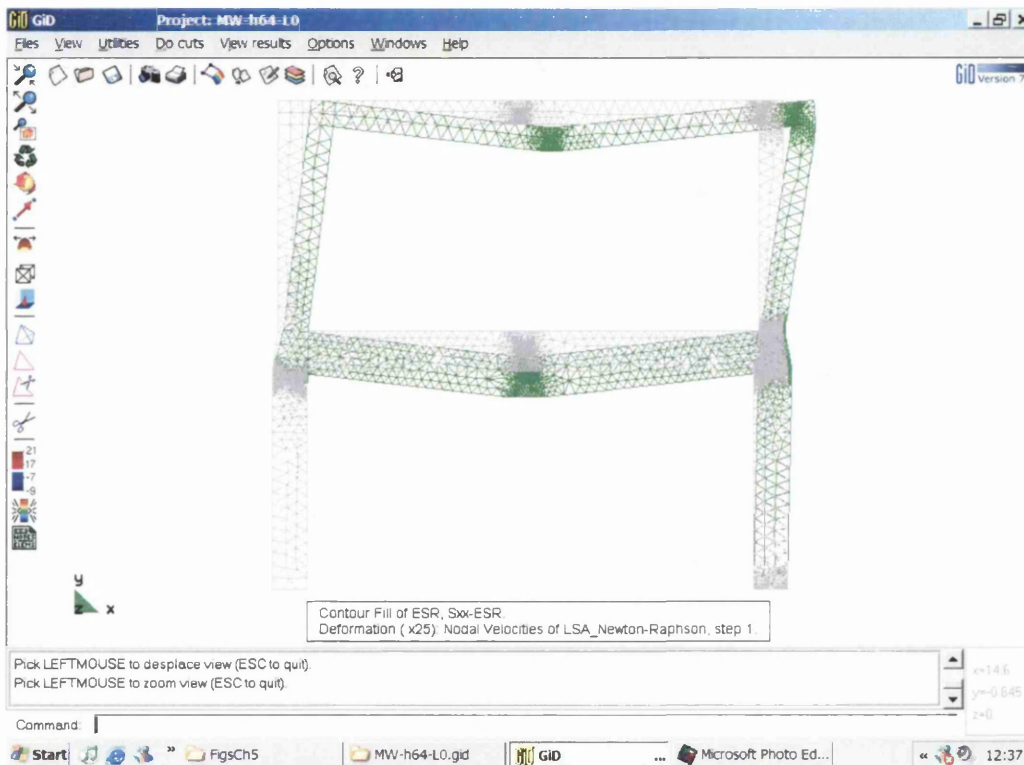 GiD Project: MW-h64-L0
Files View Utilities Do cuts View results Options Windows Help
GiD Version 7
21
17
-7
-9
y
z x
Contour Fill of ESR, Sxx-ESR.
Deformation ( x25): Nodal Velocities of LSA_Newton-Raphson, step 1.
Pick LEFTMOUSE to desplace view (ESC to quit).
Pick LEFTMOUSE to zoom view (ESC to quit).
x=14.6
y=-0.645
z=0
Command:
Start » FigsCh5 MW-h64-L0.gid GiD ... Microsoft Photo Ed... « 12:37